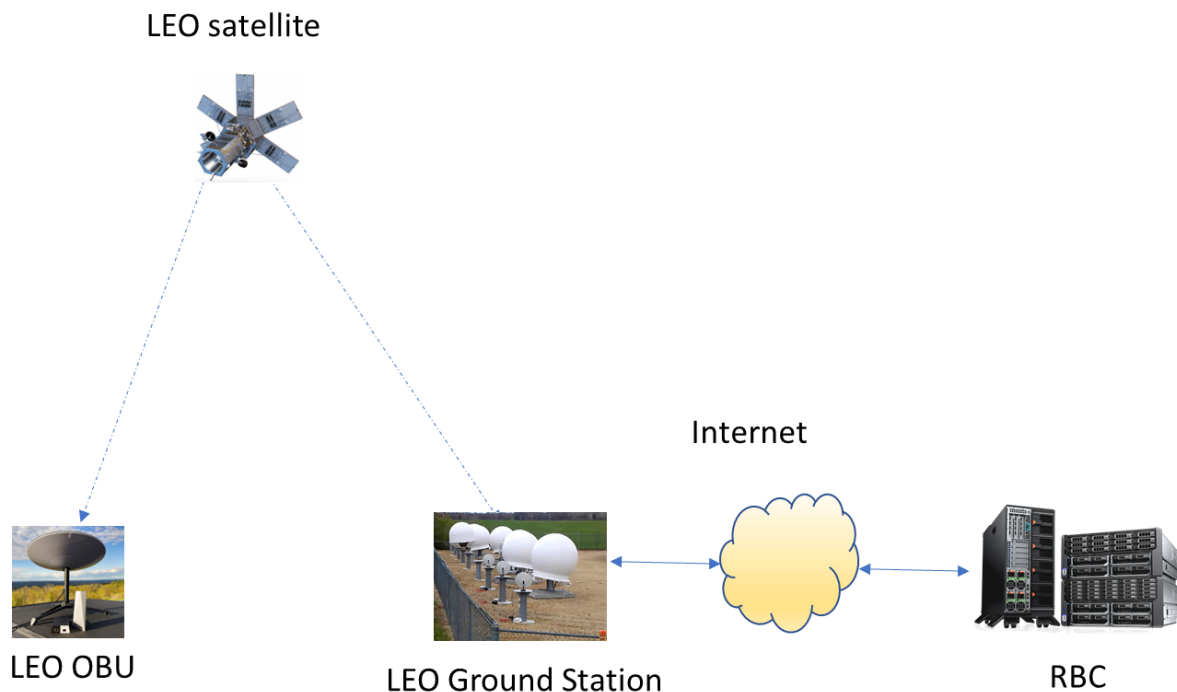 LEO satellite
Internet
LEO OBU
LEO Ground Station
RBC